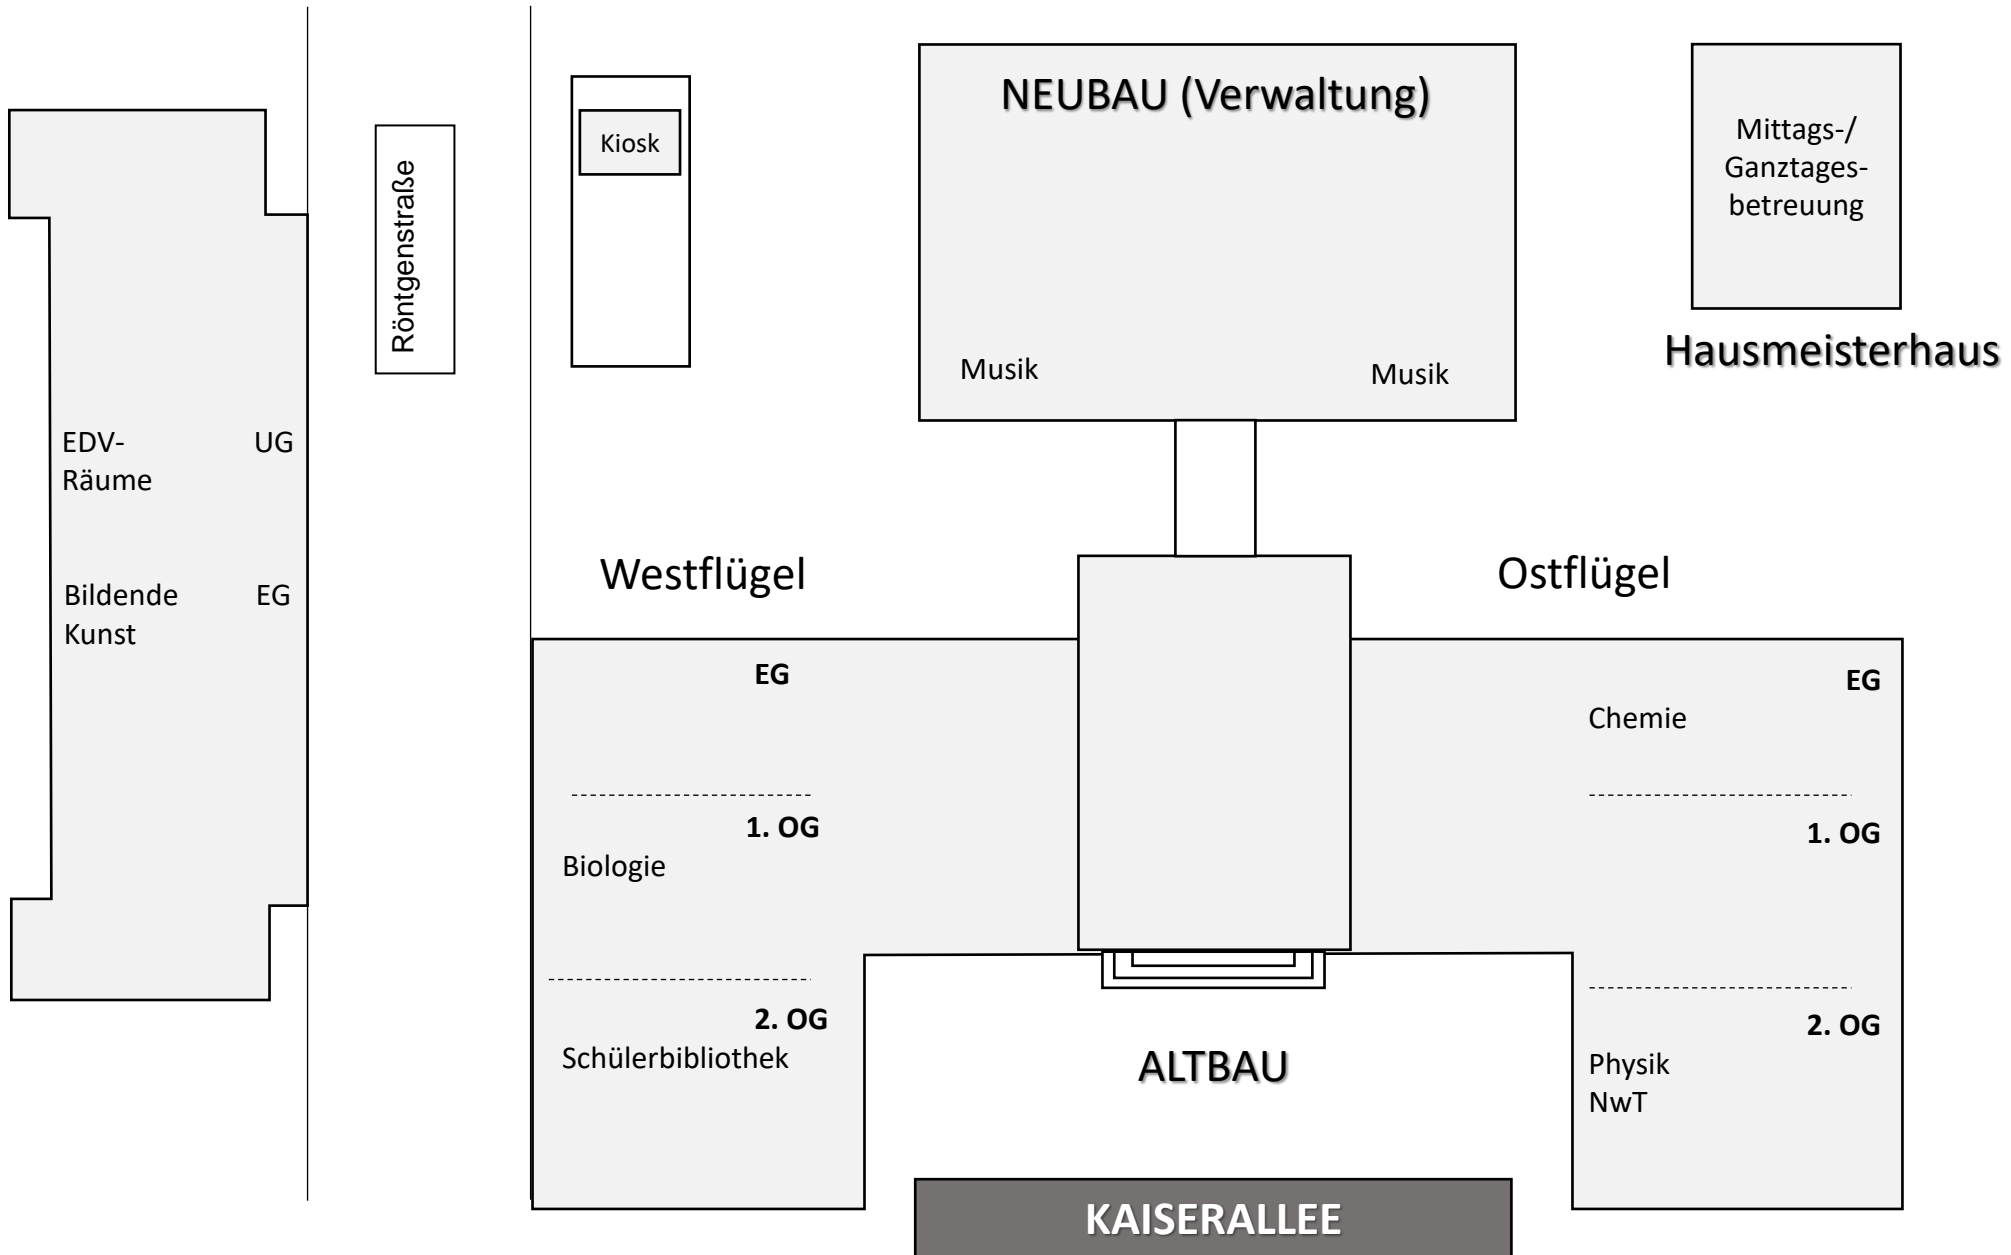 NEUBAU (Verwaltung)
Kiosk
Mittags-/
Ganztages-
betreuung
Röntgenstraße
Hausmeisterhaus
Musik
Musik
EDV-
Räume
UG
Bildende
Kunst
EG
Westflügel
Ostflügel
EG
1. OG
Biologie
2. OG
Schülerbibliothek
EG
Chemie
1. OG
2. OG
Physik
NwT
ALTBAU
KAISERALLEE